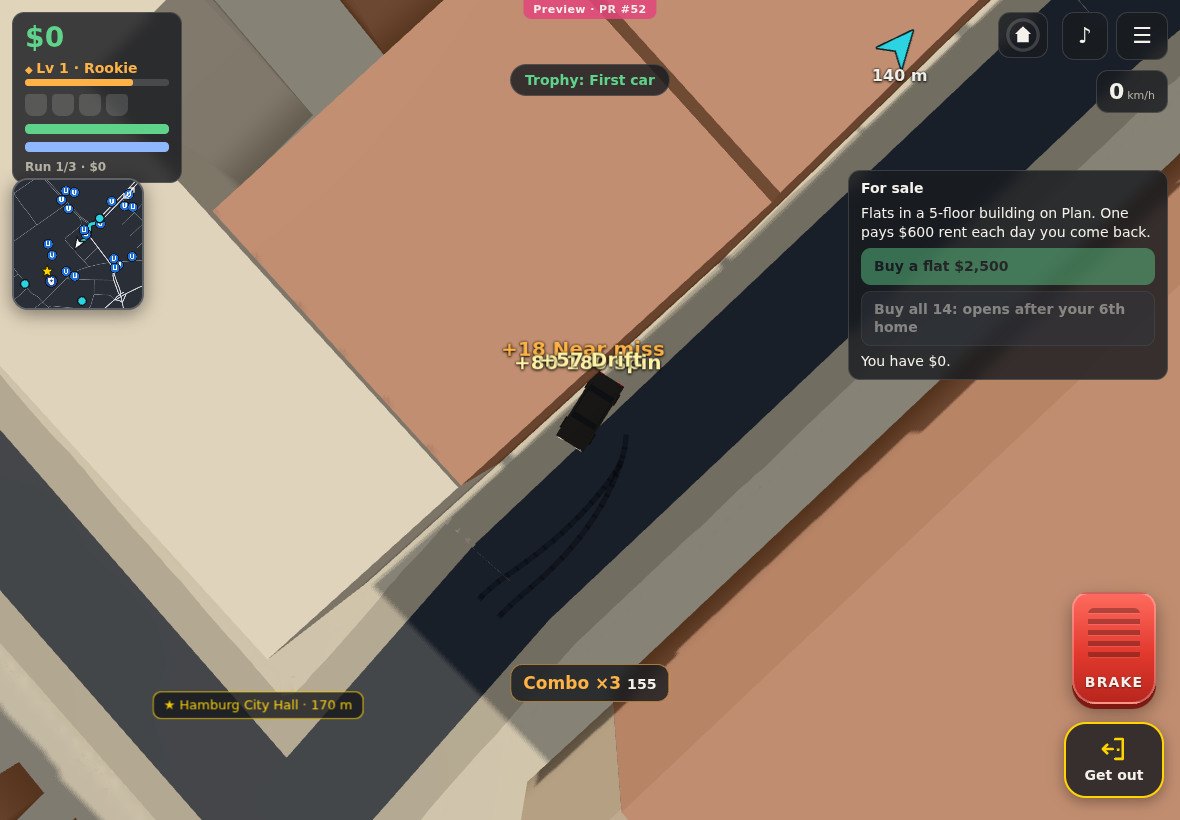 Preview · PR #52
$0
Lv 1 · Rookie
Run 1/3 · $0
Trophy: First car
140 m
0 km/h
For sale
Flats in a 5-floor building on Plan. One
pays $600 rent each day you come back.
Buy a flat $2,500
Buy all 14: opens after your 6th
home
You have $0.
+18 Near miss
Combo ×3 155
★ Hamburg City Hall · 170 m
BRAKE
Get out